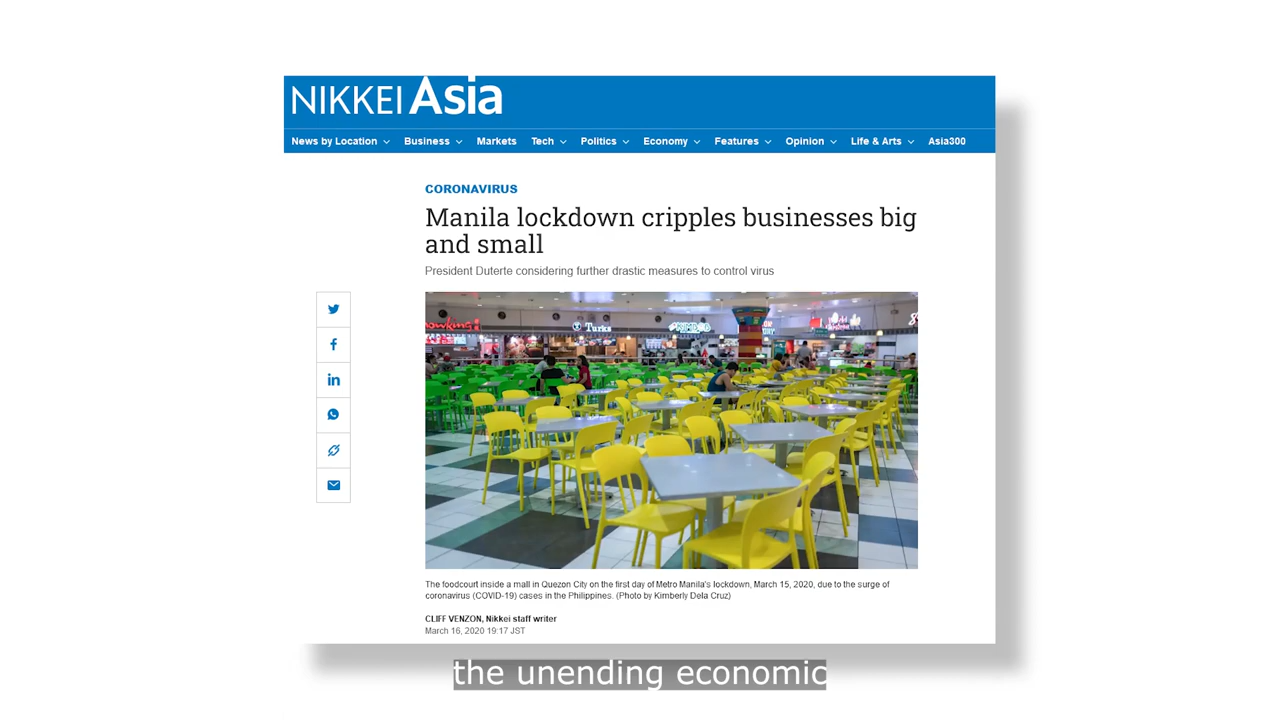 NIKKEI Asia
News by Location Business Markets Tech Politics Economy Features Opinion Life & Arts Asia300
CORONAVIRUS
Manila lockdown cripples businesses big
and small
President Duterte considering further drastic measures to control virus
Turks
The foodcourt inside a mall in Quezon City on the first day of Metro Manila's lockdown, March 15, 2020, due to the surge of
coronavirus (COVID-19) cases in the Philippines. (Photo by Kimberly Dela Cruz)
CLIFF VENZON, Nikkei staff writer
March 16, 2020 19:17 JST
the unending economic